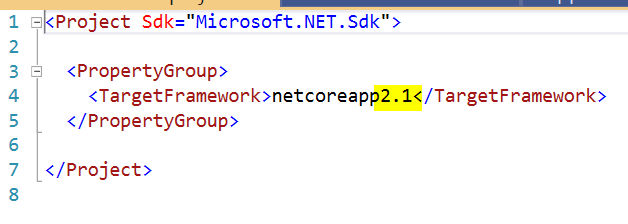 1 <Project Sdk="Microsoft.NET.Sdk">
2
3 <PropertyGroup>
4 <TargetFramework>netcoreapp2.1</TargetFramework>
5 </PropertyGroup>
6
7 </Project>
8